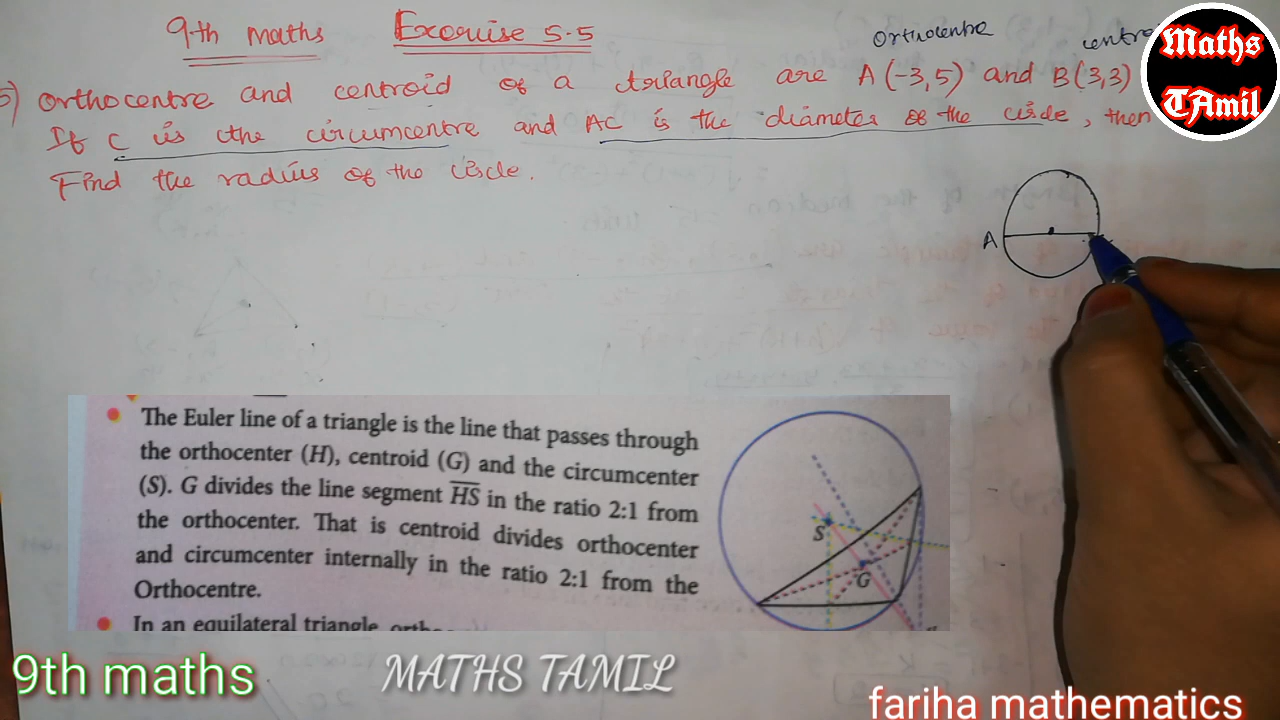 9th maths Exercise 5.5
Orthocentre
Maths
TAmil
5) Orthocentre and centroid of a triangle are A(-3,5) and B(3,3)
If C is the circumcentre and AC is the diameter of the circle, then
Find the radius of the circle.
A
The Euler line of a triangle is the line that passes through
the orthocenter (H), centroid (G) and the circumcenter
(S). G divides the line segment HS in the ratio 2:1 from
the orthocenter. That is centroid divides orthocenter
and circumcenter internally in the ratio 2:1 from the
Orthocentre.
In an equilateral triangle,
S
G
9th maths
MATHS TAMIL
fariha mathematics